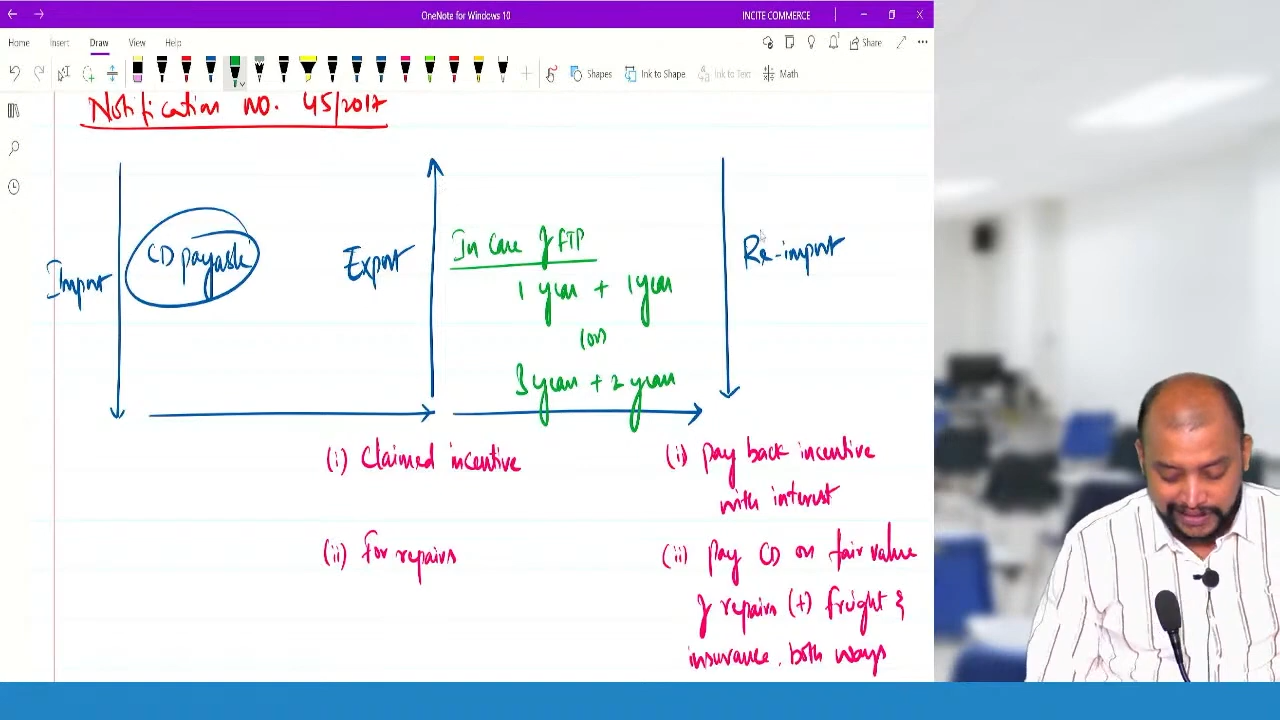 OneNote for Windows 10
INCITE COMMERCE
Home Insert Draw View Help
Share
Shapes
Ink to Shape
Ink to Text
Math
Notification no. 45/2017
Import
CD payable
Export
In Case of FTP
1 year + 1 year
(or)
3 year + 2 year
Re-import
(i) Claimed incentive
(i) pay back incentive
with interest
(ii) For repairs
(ii) pay CD on fair value
of repairs (+) freight &
insurance, both ways